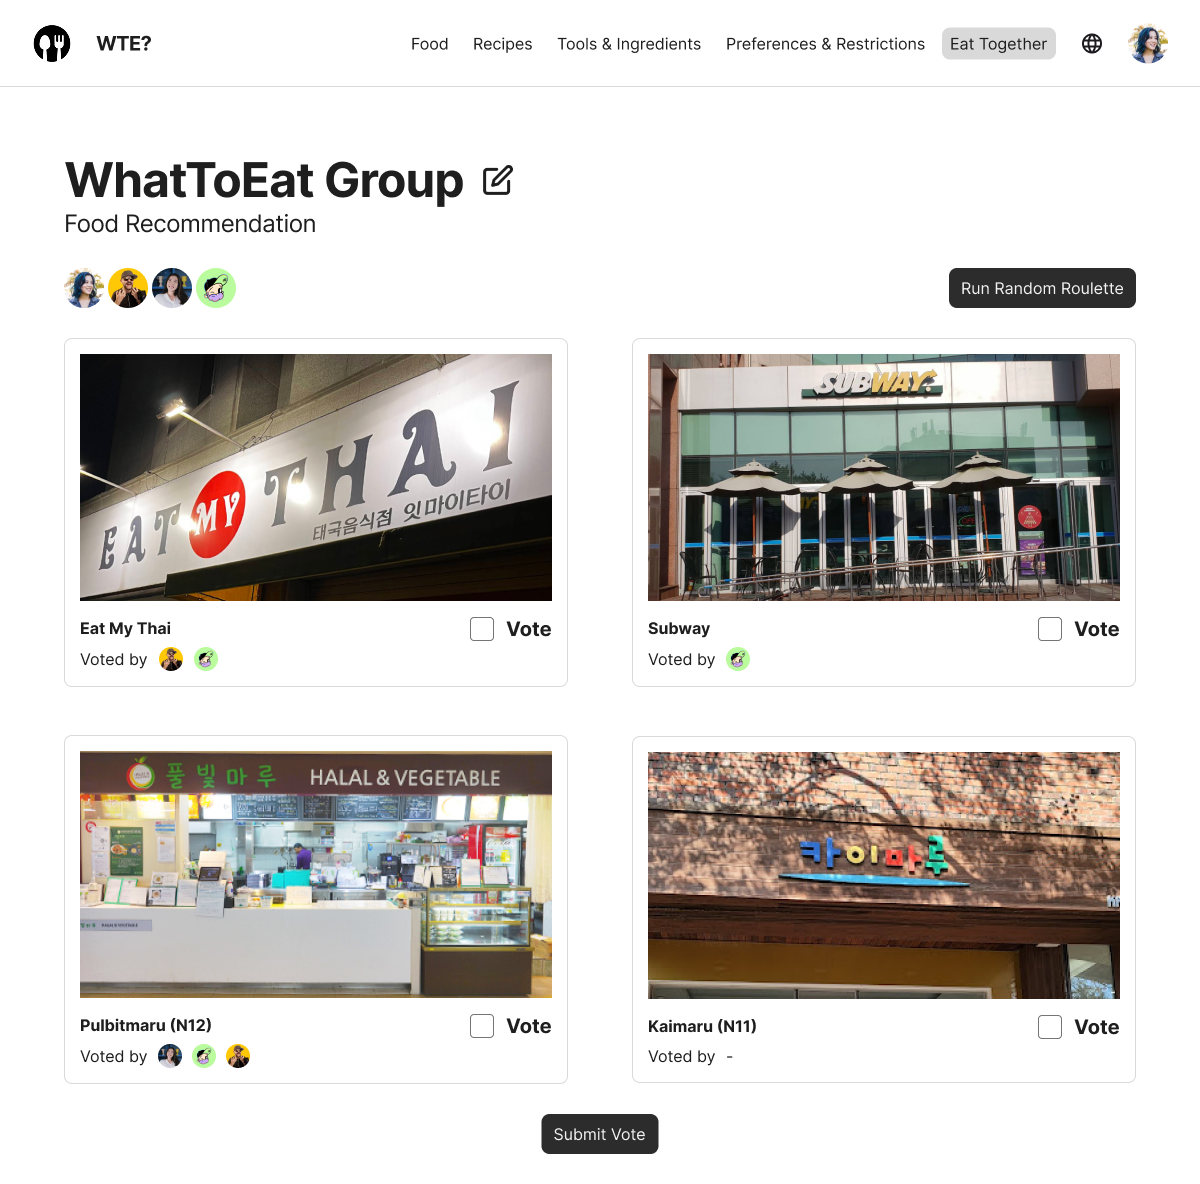 WTE?
Food
Recipes
Tools & Ingredients
Preferences & Restrictions
Eat Together
WhatToEat Group
Food Recommendation
Run Random Roulette
EAT MY THAI
태국음식점 잇마이타이
Eat My Thai
Vote
Voted by
SUBWAY
Subway
Vote
Voted by
풀빛마루 HALAL & VEGETABLE
Pulbitmaru (N12)
Vote
Voted by
카이마루
Kaimaru (N11)
Vote
Voted by -
Submit Vote